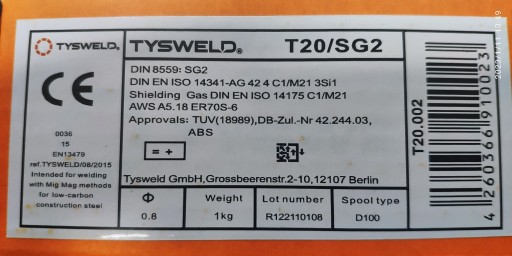 TYSWELD®
TYSWELD®
T20/SG2
DIN 8559: SG2
DIN EN ISO 14341-AG 42 4 C1/M21 3Si1
Shielding Gas DIN EN ISO 14175 C1/M21
AWS A5.18 ER70S-6
Approvals: TUV(18989),DB-Zul.-Nr 42.244.03,
ABS
CE
0036
15
EN13479
ref.TYSWELD/08/2015
Intended for welding
with Mig Mag methods
for low-carbon
construction steel
= +
Tysweld GmbH,Grossbeerenstr.2-10,12107 Berlin
Φ
Weight
Lot number
Spool type
0.8
1kg
R122110108
D100
T20.002
4 260366 910023